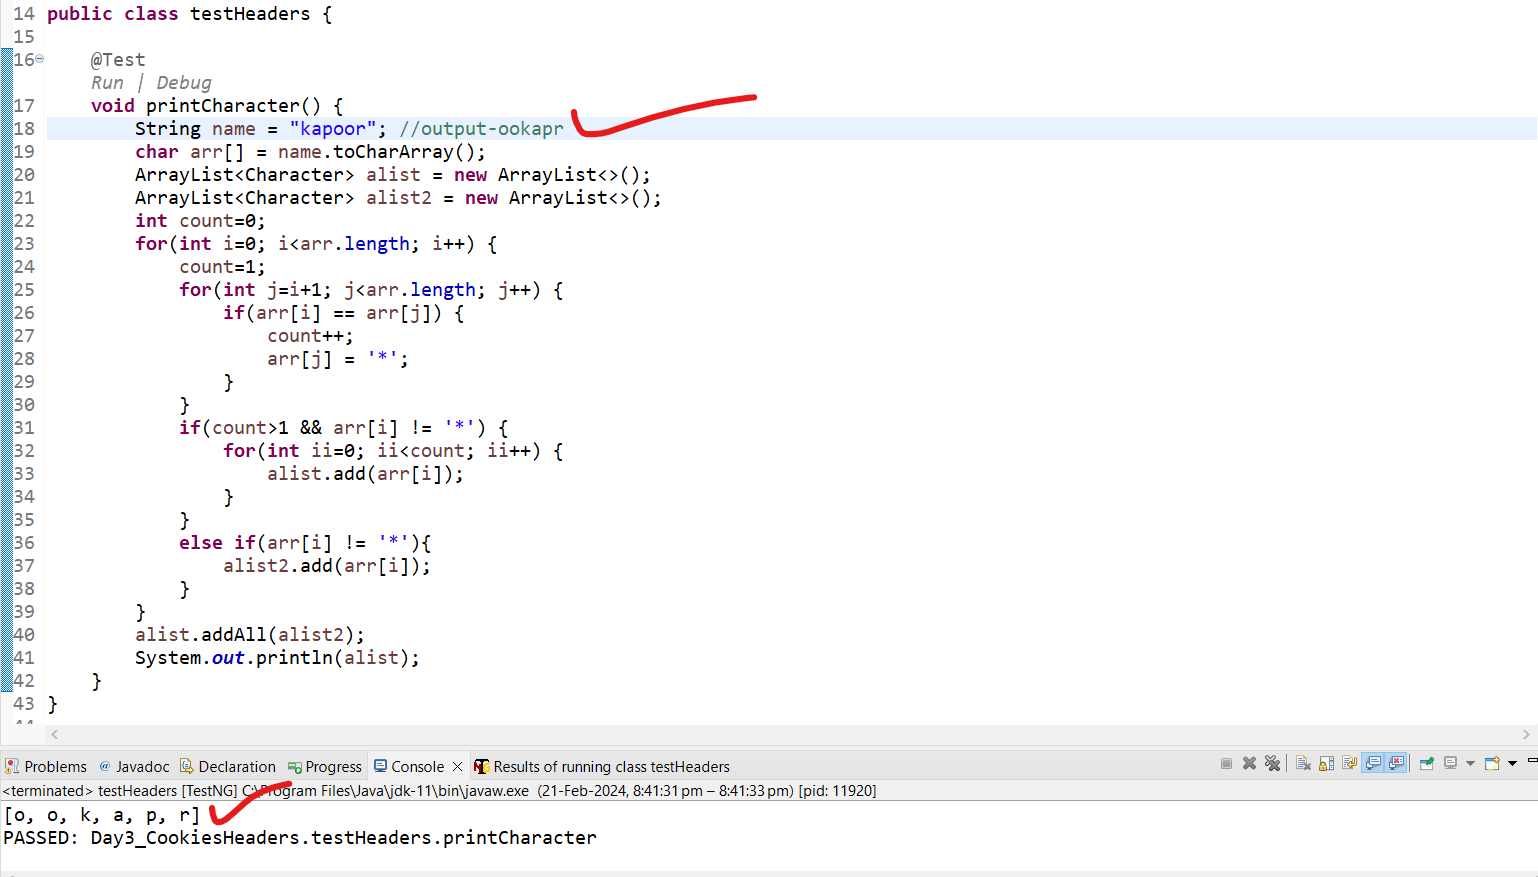 14 public class testHeaders {
15
16 @Test
Run | Debug
17 void printCharacter() {
18 String name = "kapoor"; //output-ookapr
19 char arr[] = name.toCharArray();
20 ArrayList<Character> alist = new ArrayList<>();
21 ArrayList<Character> alist2 = new ArrayList<>();
22 int count=0;
23 for(int i=0; i<arr.length; i++) {
24 count=1;
25 for(int j=i+1; j<arr.length; j++) {
26 if(arr[i] == arr[j]) {
27 count++;
28 arr[j] = '*';
29 }
30 }
31 if(count>1 && arr[i] != '*') {
32 for(int ii=0; ii<count; ii++) {
33 alist.add(arr[i]);
34 }
35 }
36 else if(arr[i] != '*'){
37 alist2.add(arr[i]);
38 }
39 }
40 alist.addAll(alist2);
41 System.out.println(alist);
42 }
43 }
Problems @ Javadoc Declaration Progress Console Results of running class testHeaders
<terminated> testHeaders [TestNG] C:\Program Files\Java\jdk-11\bin\javaw.exe (21-Feb-2024, 8:41:31 pm – 8:41:33 pm) [pid: 11920]
[o, o, k, a, p, r]
PASSED: Day3_CookiesHeaders.testHeaders.printCharacter